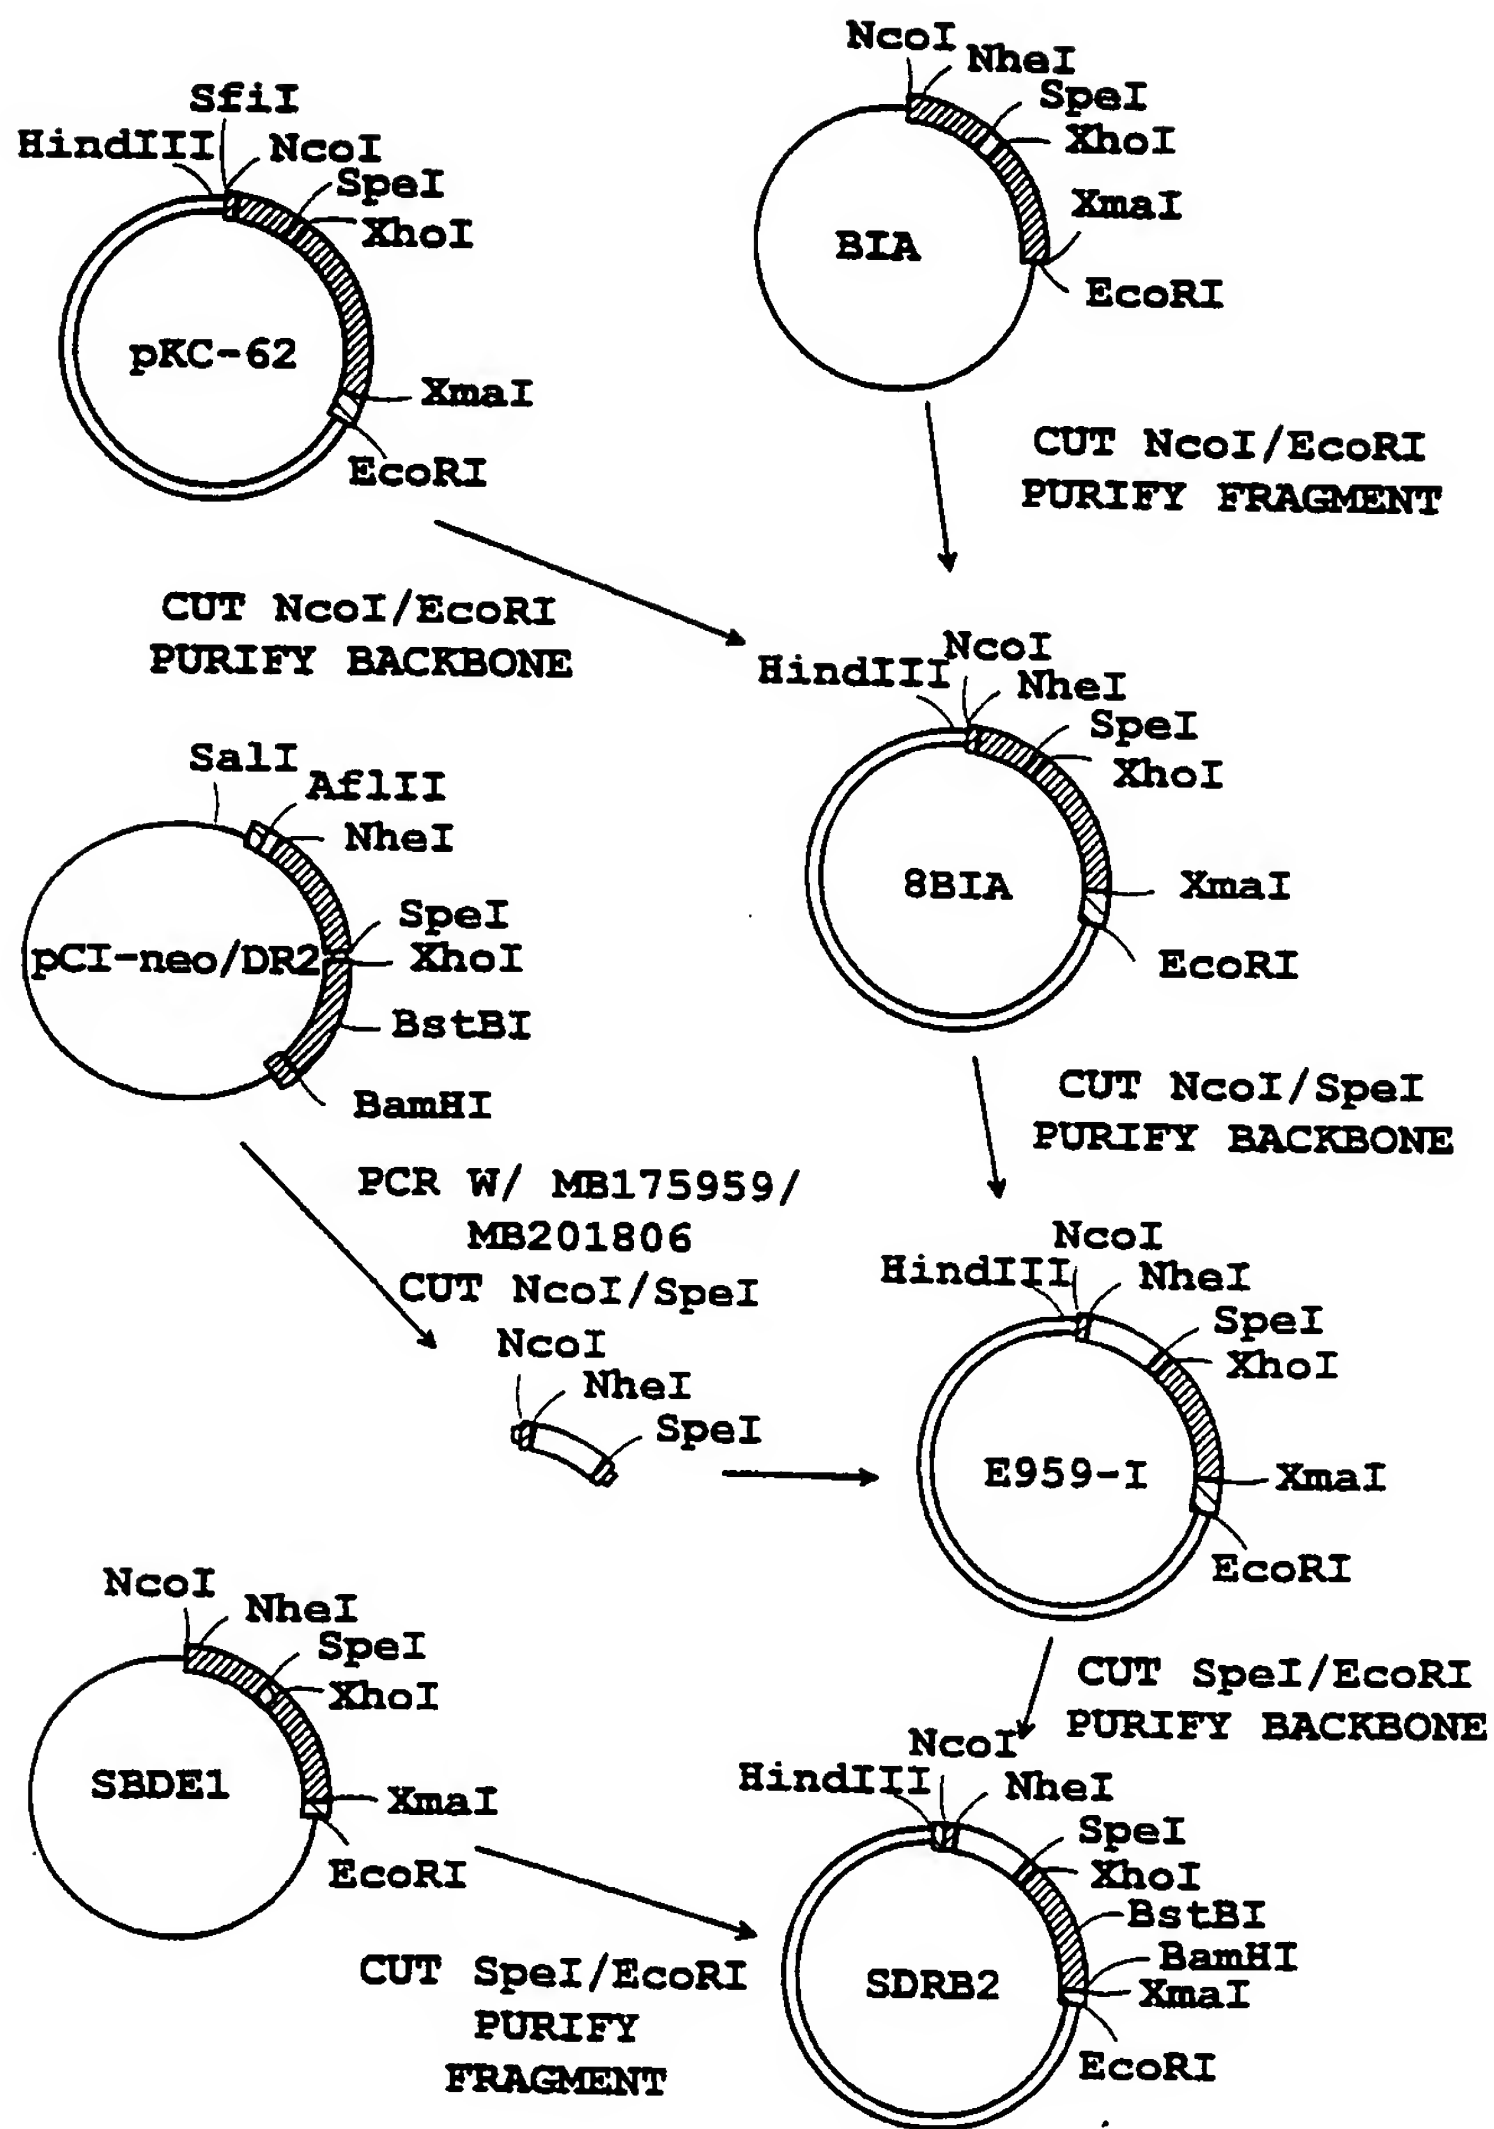 SfiI
HindIII
NcoI
SpeI
XhoI
pKC-62
XmaI
EcoRI
NcoI
NheI
SpeI
XhoI
XmaI
BIA
EcoRI
CUT NcoI/EcoRI
PURIFY FRAGMENT
CUT NcoI/EcoRI
PURIFY BACKBONE
NcoI
HindIII
NheI
SpeI
XhoI
8BIA
XmaI
EcoRI
SalI
AflII
NheI
SpeI
pCI-neo/DR2
XhoI
BstBI
BamHI
CUT NcoI/SpeI
PURIFY BACKBONE
PCR W/ MB175959/
MB201806
CUT NcoI/SpeI
NcoI
NheI
SpeI
NcoI
HindIII
NheI
SpeI
XhoI
E959-I
XmaI
EcoRI
NcoI
NheI
SpeI
XhoI
SBDE1
XmaI
EcoRI
CUT SpeI/EcoRI
PURIFY BACKBONE
CUT SpeI/EcoRI
PURIFY
FRAGMENT
NcoI
HindIII
NheI
SpeI
XhoI
BstBI
BamHI
SDRB2
XmaI
EcoRI